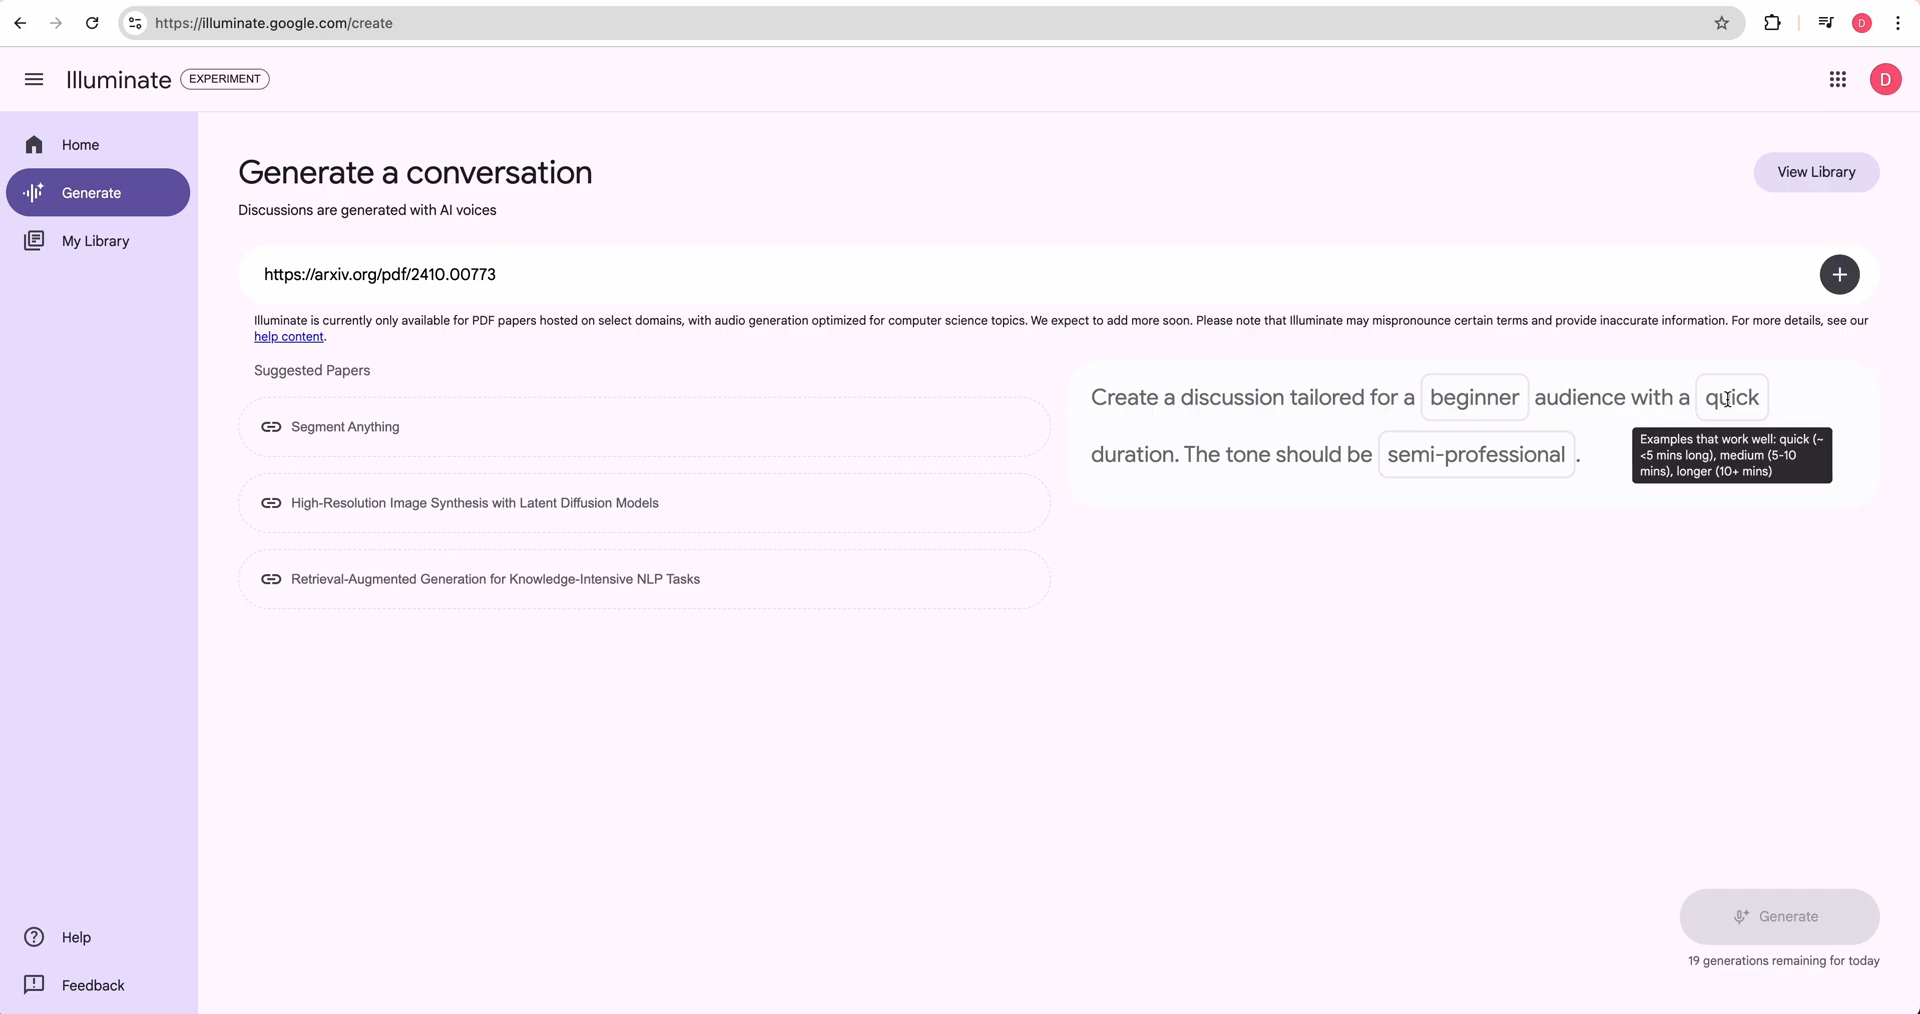 https://illuminate.google.com/create
D
Illuminate
EXPERIMENT
D
Home
Generate
My Library
Generate a conversation
View Library
Discussions are generated with AI voices
https://arxiv.org/pdf/2410.00773
Illuminate is currently only available for PDF papers hosted on select domains, with audio generation optimized for computer science topics. We expect to add more soon. Please note that Illuminate may mispronounce certain terms and provide inaccurate information. For more details, see our
help content.
Suggested Papers
Segment Anything
High-Resolution Image Synthesis with Latent Diffusion Models
Retrieval-Augmented Generation for Knowledge-Intensive NLP Tasks
Create a discussion tailored for a beginner audience with a quick
duration. The tone should be semi-professional.
Examples that work well: quick (~
<5 mins long), medium (5-10
mins), longer (10+ mins)
Generate
19 generations remaining for today
Help
Feedback